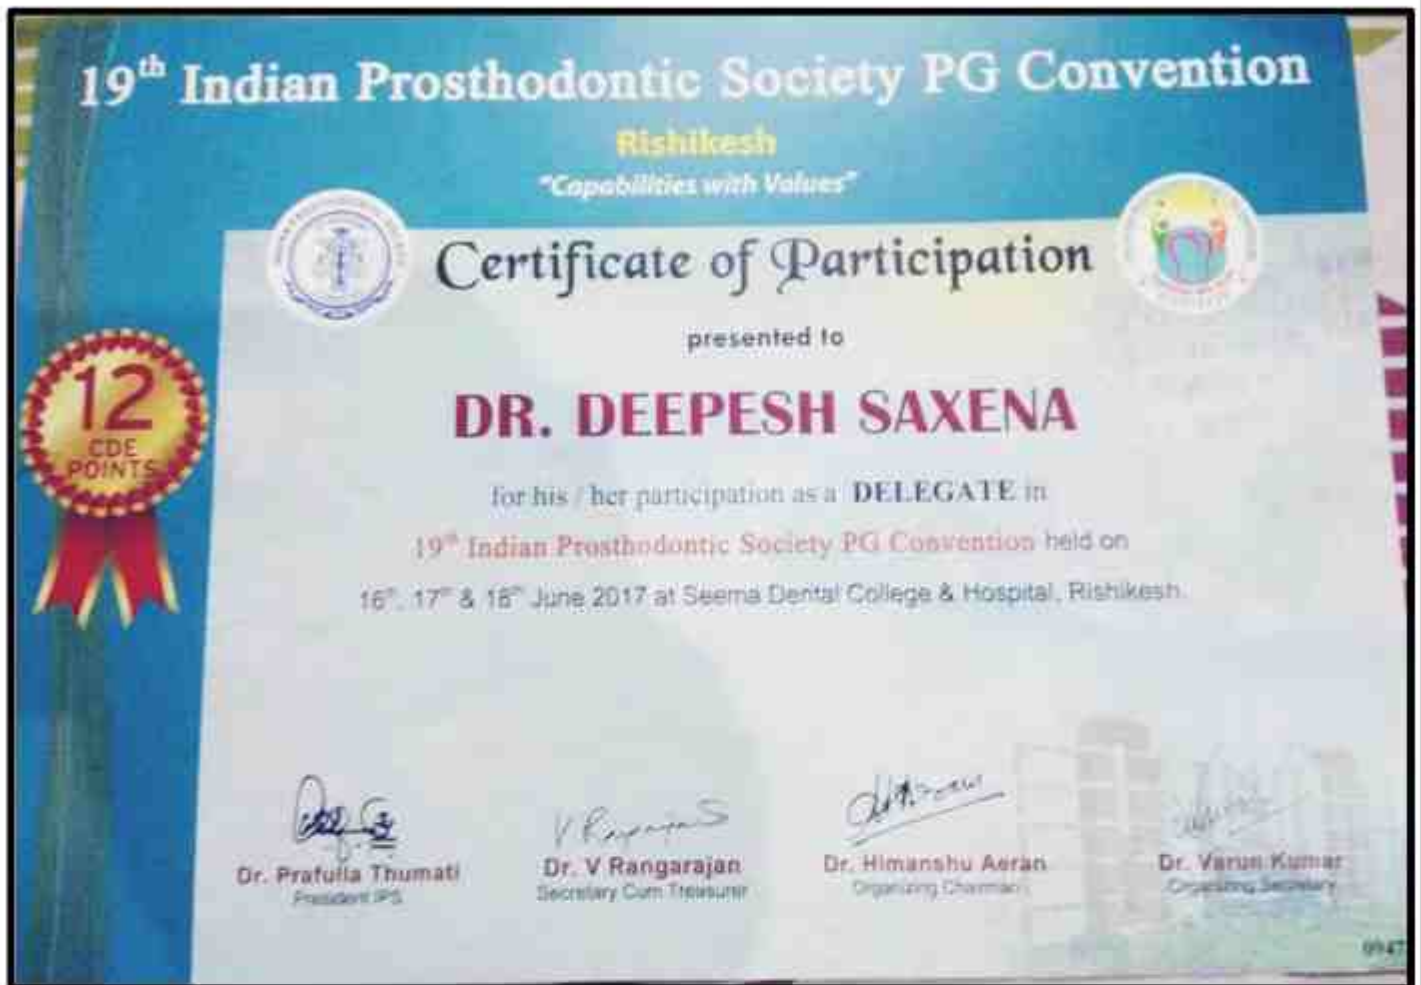 19th Indian Prosthodontic Society PG Convention
Rishikesh
"Capabilities with Values"
Certificate of Participation
presented to
12
CDE
POINTS
DR. DEEPESH SAXENA
for his / her participation as a DELEGATE in
19th Indian Prosthodontic Society PG Convention held on
16th, 17th & 18th June 2017 at Seema Dental College & Hospital, Rishikesh.
Dr. Prafulla Thumati
President IPS
Dr. V Rangarajan
Secretary Cum Treasurer
Dr. Himanshu Aeran
Organizing Chairman
Dr. Varun Kumar
Organizing Secretary
0947